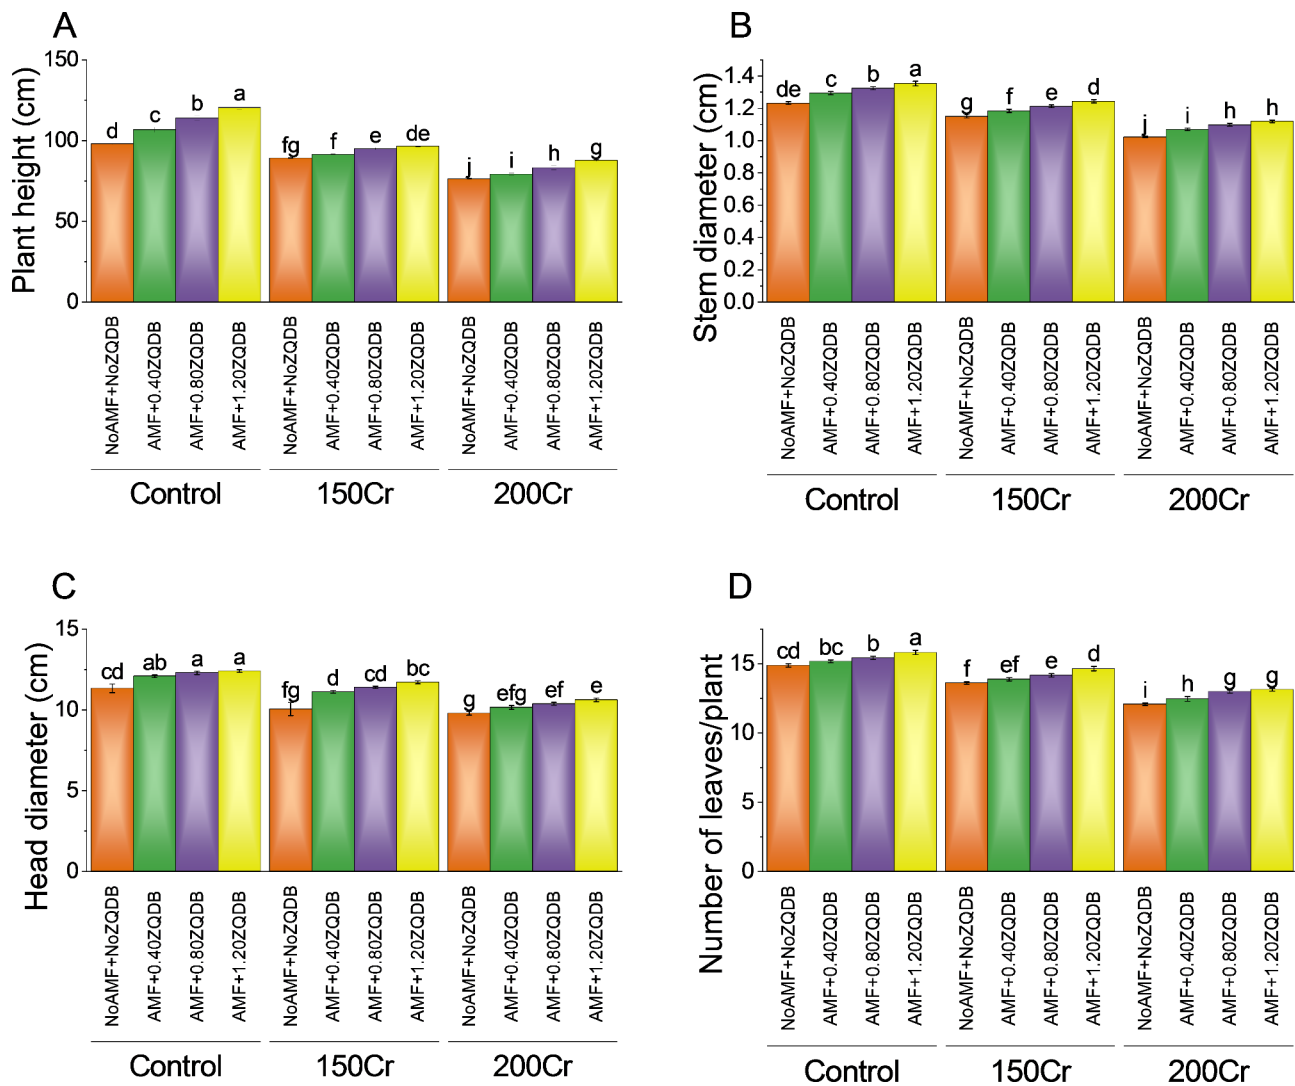 A
Plant height (cm)
150
100
50
0
d
c
b
a
fg
f
e
de
j
i
h
g
NoAMF+NoZQDB
AMF+0.40ZQDB
AMF+0.80ZQDB
AMF+1.20ZQDB
NoAMF+NoZQDB
AMF+0.40ZQDB
AMF+0.80ZQDB
AMF+1.20ZQDB
NoAMF+NoZQDB
AMF+0.40ZQDB
AMF+0.80ZQDB
AMF+1.20ZQDB
Control
150Cr
200Cr
B
Stem diameter (cm)
1.4
1.2
1.0
0.8
0.6
0.4
0.2
0.0
de
c
b
a
g
f
e
d
j
i
h
h
NoAMF+NoZQDB
AMF+0.40ZQDB
AMF+0.80ZQDB
AMF+1.20ZQDB
NoAMF+NoZQDB
AMF+0.40ZQDB
AMF+0.80ZQDB
AMF+1.20ZQDB
NoAMF+NoZQDB
AMF+0.40ZQDB
AMF+0.80ZQDB
AMF+1.20ZQDB
Control
150Cr
200Cr
C
Head diameter (cm)
15
10
5
0
cd
ab
a
a
fg
d
cd
bc
g
efg
ef
e
NoAMF+NoZQDB
AMF+0.40ZQDB
AMF+0.80ZQDB
AMF+1.20ZQDB
NoAMF+NoZQDB
AMF+0.40ZQDB
AMF+0.80ZQDB
AMF+1.20ZQDB
NoAMF+NoZQDB
AMF+0.40ZQDB
AMF+0.80ZQDB
AMF+1.20ZQDB
Control
150Cr
200Cr
D
Number of leaves/plant
15
10
5
0
cd
bc
b
a
f
ef
e
d
i
h
g
g
NoAMF+NoZQDB
AMF+0.40ZQDB
AMF+0.80ZQDB
AMF+1.20ZQDB
NoAMF+NoZQDB
AMF+0.40ZQDB
AMF+0.80ZQDB
AMF+1.20ZQDB
NoAMF+NoZQDB
AMF+0.40ZQDB
AMF+0.80ZQDB
AMF+1.20ZQDB
Control
150Cr
200Cr